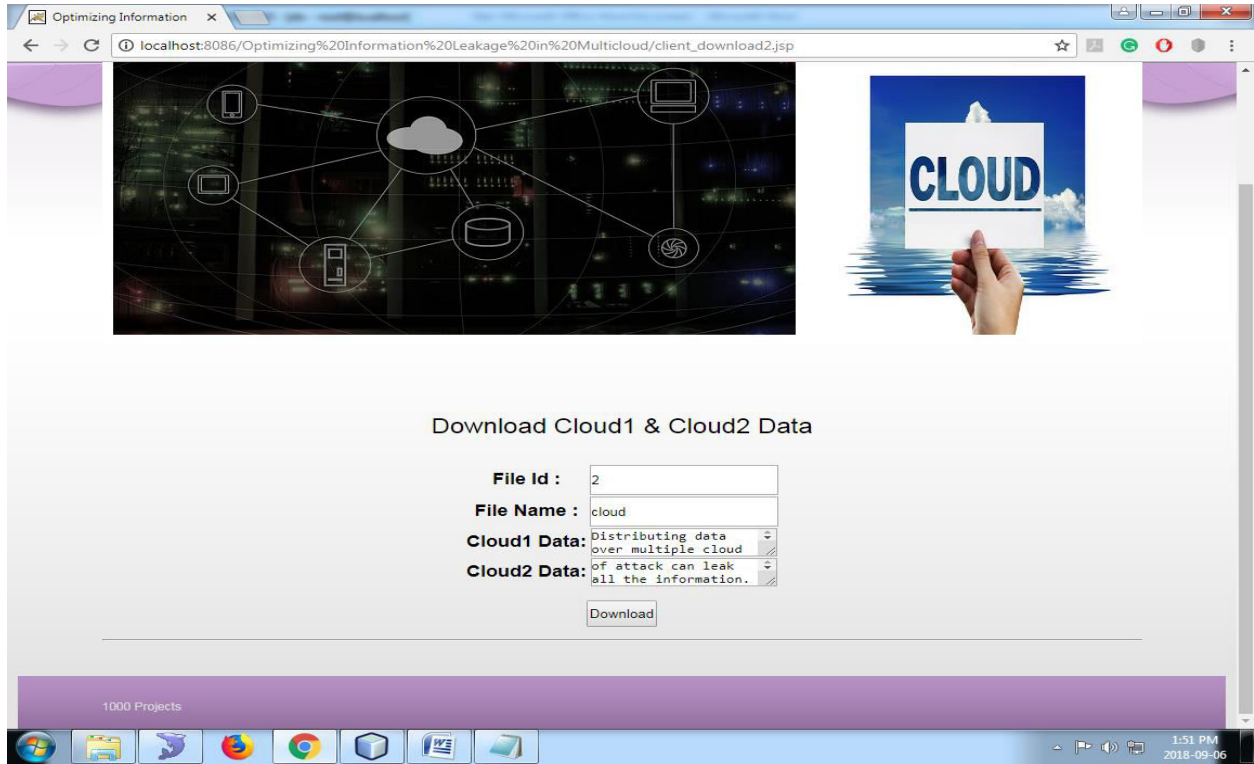 Optimizing Information
localhost:8086/Optimizing%20Information%20Leakage%20in%20Multicloud/client_download2.jsp
CLOUD
Download Cloud1 & Cloud2 Data
File Id : 2
File Name : cloud
Cloud1 Data: Distributing data
over multiple cloud
Cloud2 Data: of attack can leak
all the information.
Download
1000 Projects
1:51 PM
2018-09-06